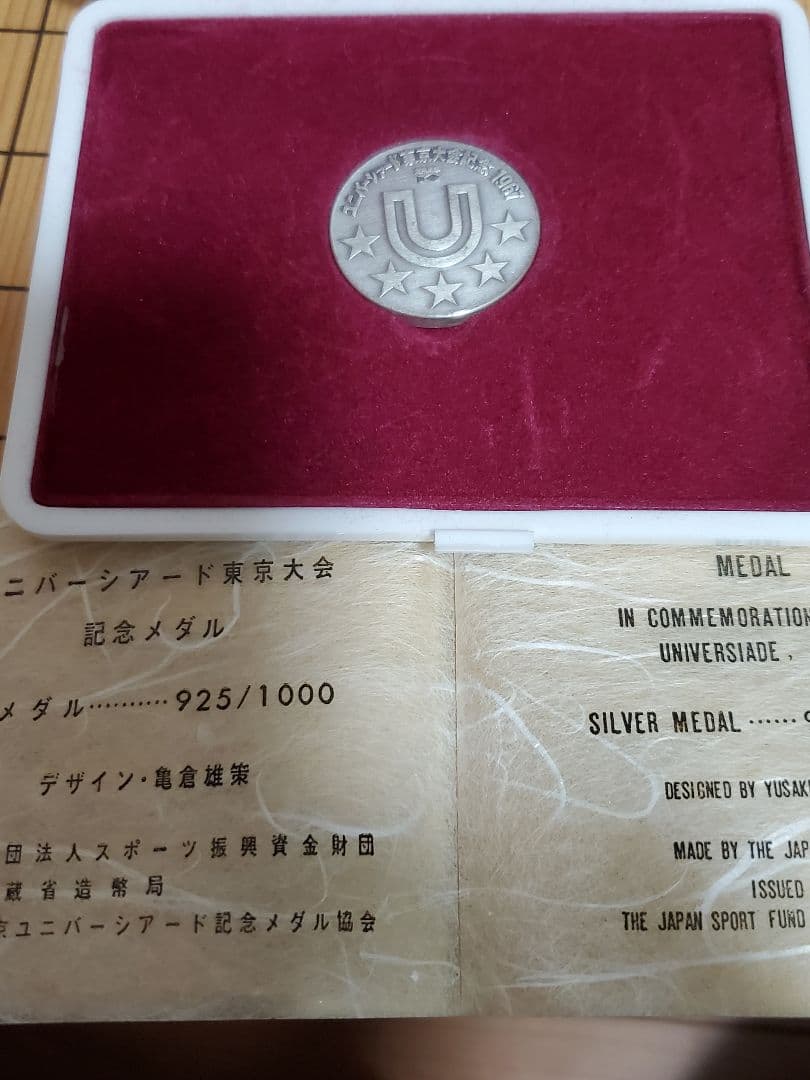 ユニバーシアード東京大会記念 1967
U
ニバーシアード東京大会
記念メダル
メダル··········925/1000
デザイン・亀倉雄策
団法人スポーツ振興資金財団
蔵省造幣局
京ユニバーシアード記念メダル協会
MEDAL
IN COMMEMORATION
UNIVERSIADE,
SILVER MEDAL ······9
DESIGNED BY YUSAK
MADE BY THE JAP
ISSUED
THE JAPAN SPORT FUND